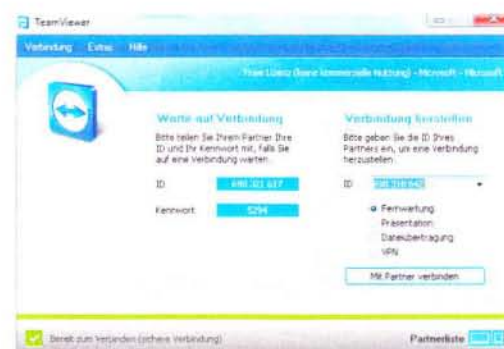 TeamViewer
Verbindung Extras Hilfe
Free Lizenz (keine kommerzielle Nutzung) - Microsoft - Microsoft
Warte auf Verbindung
Bitte teilen Sie Ihrem Partner Ihre
ID und Ihr Kennwort mit, falls Sie
auf eine Verbindung warten.
ID
Kennwort 5294
Verbindung herstellen
Bitte geben Sie die ID Ihres
Partners ein, um eine Verbindung
herzustellen.
ID
Fernwartung
Präsentation
Dateiübertragung
VPN
Mit Partner verbinden
Bereit zum Verbinden (sichere Verbindung)
Partnerliste